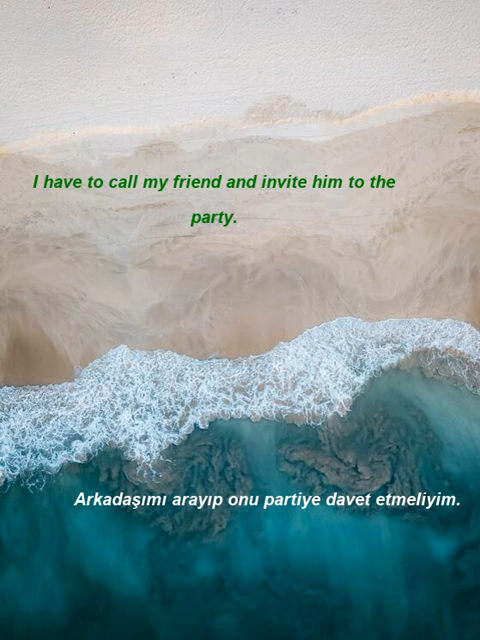 I have to call my friend and invite him to the
party.
Arkadaşımı arayıp onu partiye davet etmeliyim.